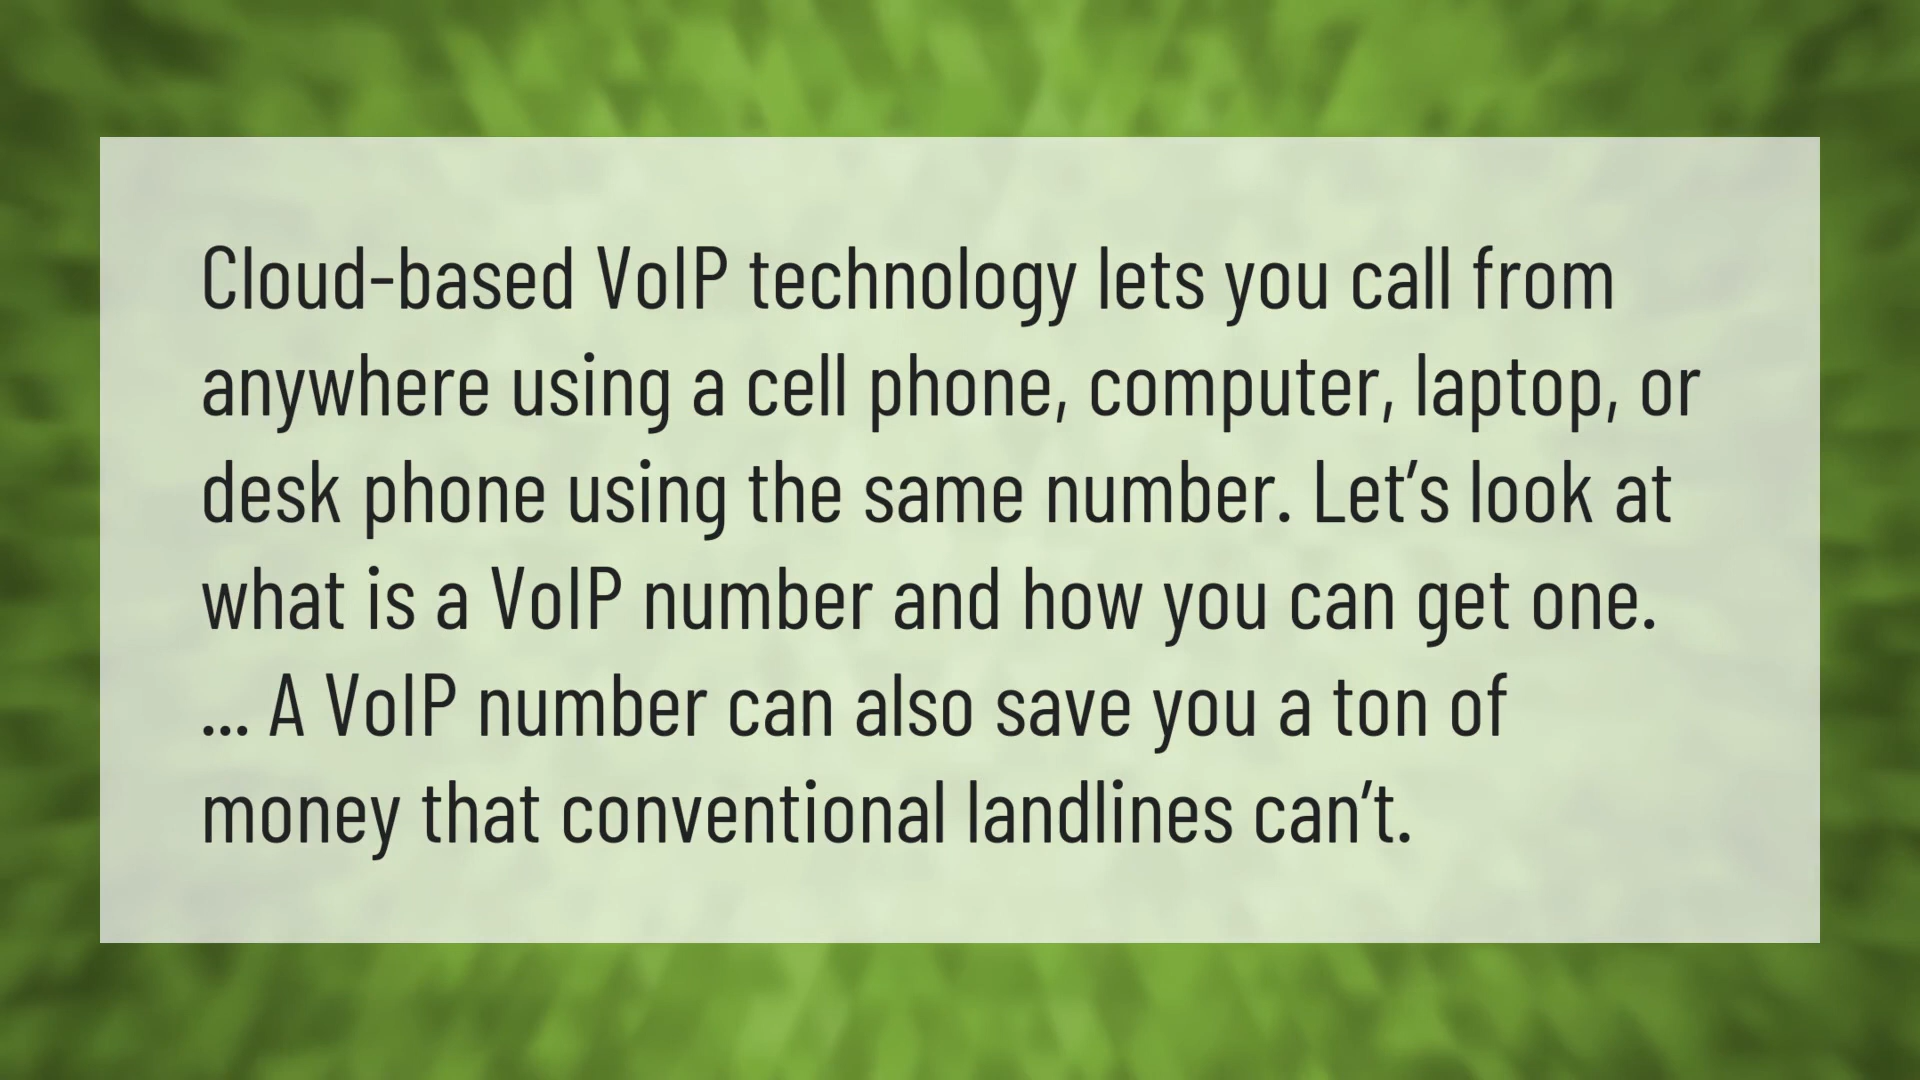 Cloud-based VoIP technology lets you call from
anywhere using a cell phone, computer, laptop, or
desk phone using the same number. Let’s look at
what is a VoIP number and how you can get one.
... A VoIP number can also save you a ton of
money that conventional landlines can’t.